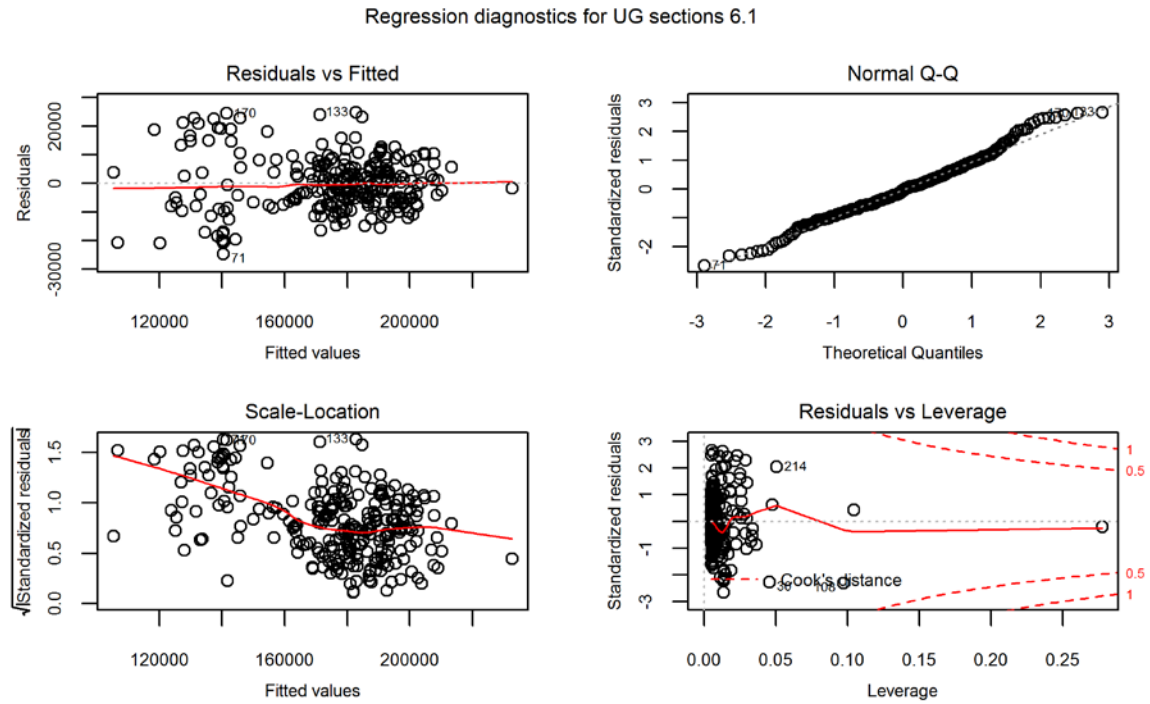 Regression diagnostics for UG sections 6.1
Residuals vs Fitted
Residuals
-30000 0 20000
170
133
71
120000 160000 200000
Fitted values
Normal Q-Q
Standardized residuals
-2 -1 0 1 2 3
170
133
71
-3 -2 -1 0 1 2 3
Theoretical Quantiles
Scale-Location
√|Standardized residuals|
0.0 0.5 1.0 1.5
170
133
120000 160000 200000
Fitted values
Residuals vs Leverage
Standardized residuals
-3 -1 1 2 3
214
Cook's distance
1
0.5
0.5
1
0.00 0.05 0.10 0.15 0.20 0.25
Leverage